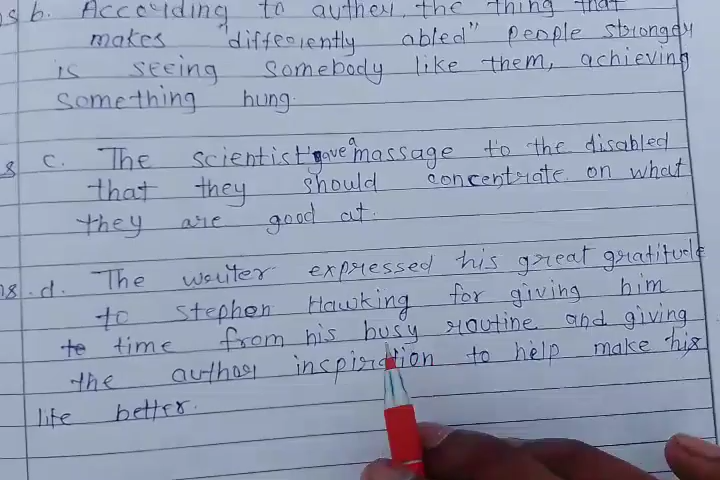 s b. According to auther, the thing that
makes "differently abled" people strongdy
is seeing somebody like them, achieving
something hung.
s c. The scientist gave a massage to the disabled
that they should concentrate on what
they are good at.
s. d. The writer expressed his great gratitude
to Stephen Hawking for giving him
te time from his busy routine and giving
the author inspiration to help make his
life better.